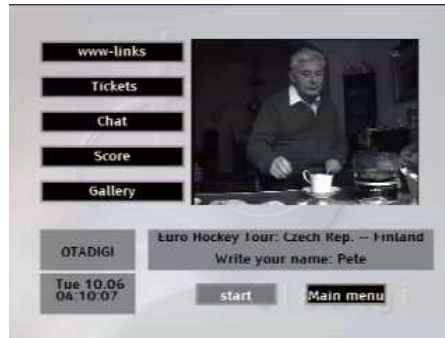 www-links
Tickets
Chat
Score
Gallery
Euro Hockey Tour: Czech Rep. -- Finland
OTADIGI
Write your name: Pete
Tue 10.06
04:10:07
start
Main menu